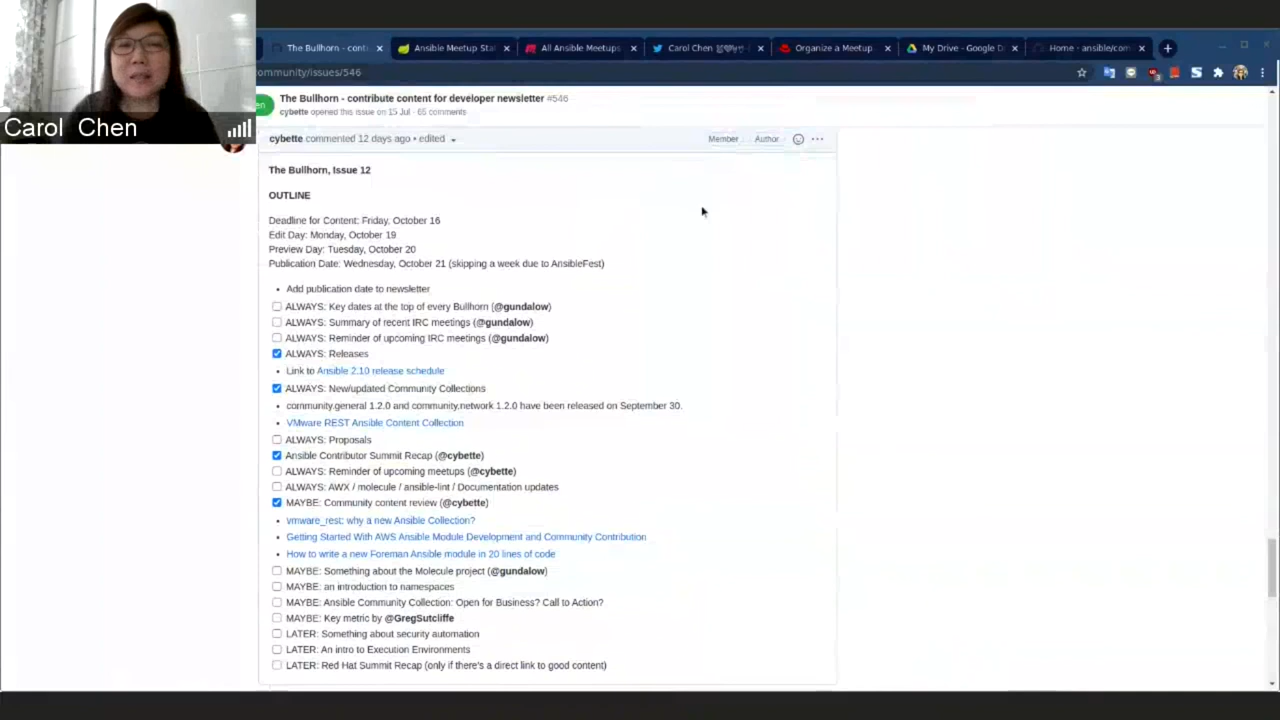 The Bullhorn - cont
Ansible Meetup Stat
All Ansible Meetups
Carol Chen
Organize a Meetup
My Drive - Google D
Home · ansible/com
ommunity/issues/546
Carol Chen
en
The Bullhorn - contribute content for developer newsletter #546
cybette opened this issue on 15 Jul · 65 comments
cybette commented 12 days ago • edited
Member
Author
The Bullhorn, Issue 12
OUTLINE
Deadline for Content: Friday, October 16
Edit Day: Monday, October 19
Preview Day: Tuesday, October 20
Publication Date: Wednesday, October 21 (skipping a week due to AnsibleFest)
• Add publication date to newsletter
ALWAYS: Key dates at the top of every Bullhorn (@gundalow)
ALWAYS: Summary of recent IRC meetings (@gundalow)
ALWAYS: Reminder of upcoming IRC meetings (@gundalow)
ALWAYS: Releases
• Link to Ansible 2.10 release schedule
ALWAYS: New/updated Community Collections
• community.general 1.2.0 and community.network 1.2.0 have been released on September 30.
• VMware REST Ansible Content Collection
ALWAYS: Proposals
Ansible Contributor Summit Recap (@cybette)
ALWAYS: Reminder of upcoming meetups (@cybette)
ALWAYS: AWX / molecule / ansible-lint / Documentation updates
MAYBE: Community content review (@cybette)
• vmware_rest: why a new Ansible Collection?
• Getting Started With AWS Ansible Module Development and Community Contribution
• How to write a new Foreman Ansible module in 20 lines of code
MAYBE: Something about the Molecule project (@gundalow)
MAYBE: an introduction to namespaces
MAYBE: Ansible Community Collection: Open for Business? Call to Action?
MAYBE: Key metric by @GregSutcliffe
LATER: Something about security automation
LATER: An intro to Execution Environments
LATER: Red Hat Summit Recap (only if there's a direct link to good content)